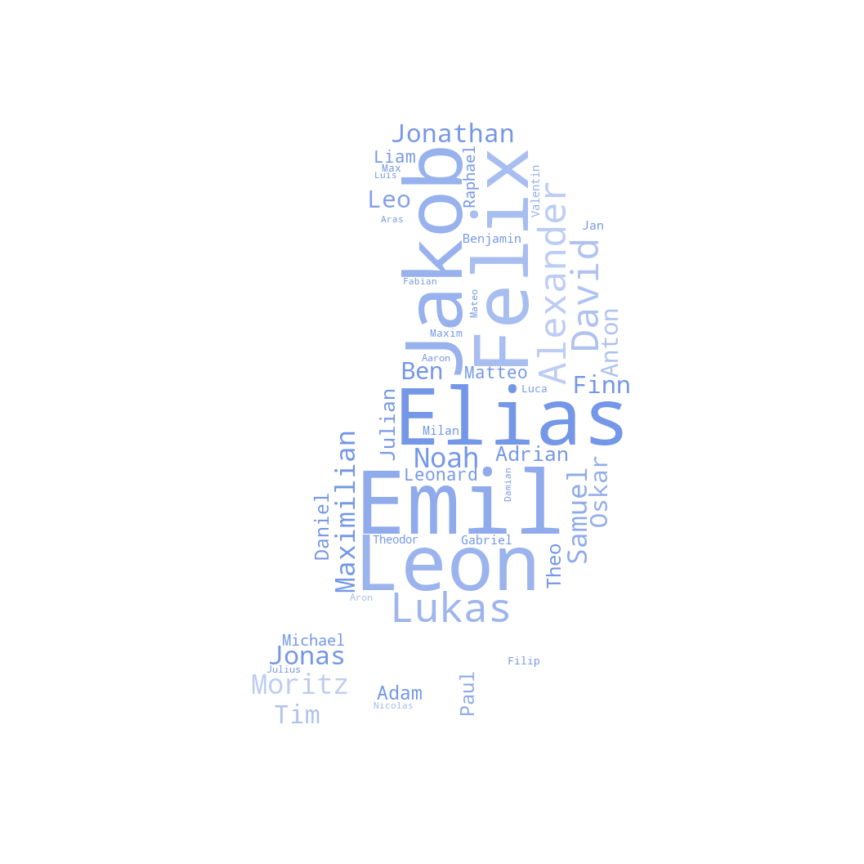 Jonathan
Liam
Max
Luis
Leo
Aras
Jakob
Raphael
Felix
Valentin
Benjamin
Alexander
Jan
David
Fabian
Mateo
Maxim
Anton
Aaron
Ben
Matteo
Finn
Luca
Elias
Julian
Milan
Noah
Adrian
Maximilian
Leonard
Emil
Damian
Samuel
Oskar
Daniel
Theodor
Gabriel
Leon
Theo
Aron
Lukas
Michael
Jonas
Julius
Moritz
Tim
Filip
Adam
Nicolas
Paul